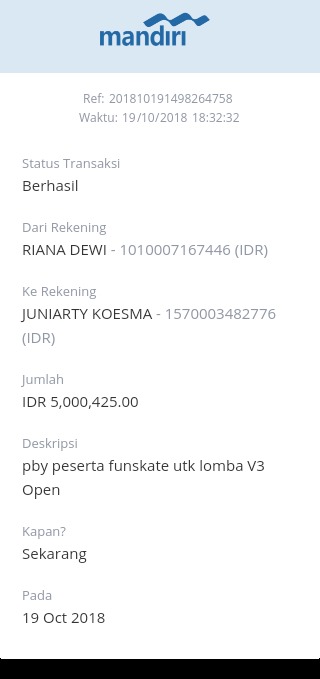 mandiri
Ref: 201810191498264758
Waktu: 19/10/2018 18:32:32
Status Transaksi
Berhasil
Dari Rekening
RIANA DEWI - 1010007167446 (IDR)
Ke Rekening
JUNIARTY KOESMA - 1570003482776
(IDR)
Jumlah
IDR 5,000,425.00
Deskripsi
pby peserta funskate utk lomba V3
Open
Kapan?
Sekarang
Pada
19 Oct 2018